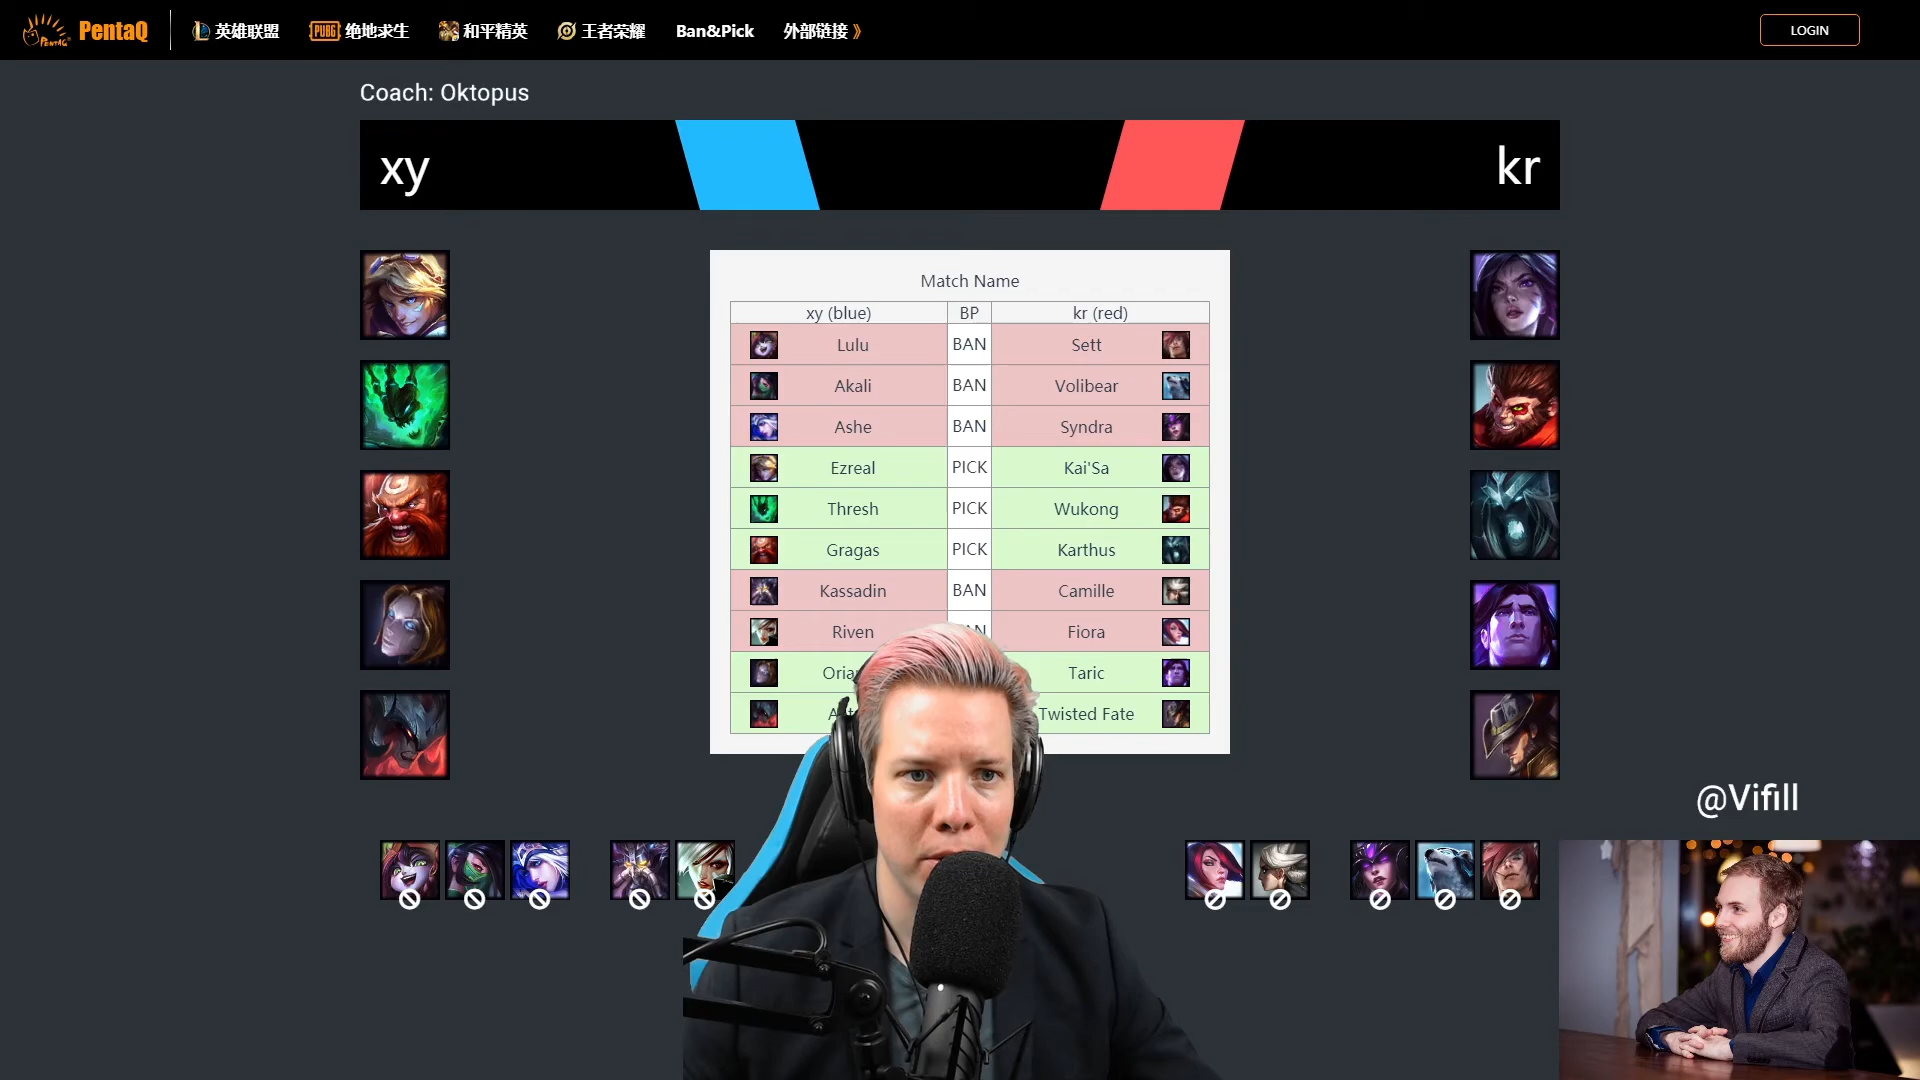 PentaQ
英雄联盟
PUBG 绝地求生
和平精英
王者荣耀
Ban&Pick
外部链接 》
LOGIN
Coach: Oktopus
xy
kr
Match Name
xy (blue) BP kr (red)
Lulu BAN Sett
Akali BAN Volibear
Ashe BAN Syndra
Ezreal PICK Kai'Sa
Thresh PICK Wukong
Gragas PICK Karthus
Kassadin BAN Camille
Riven Fiora
Taric
Twisted Fate
@Vifill